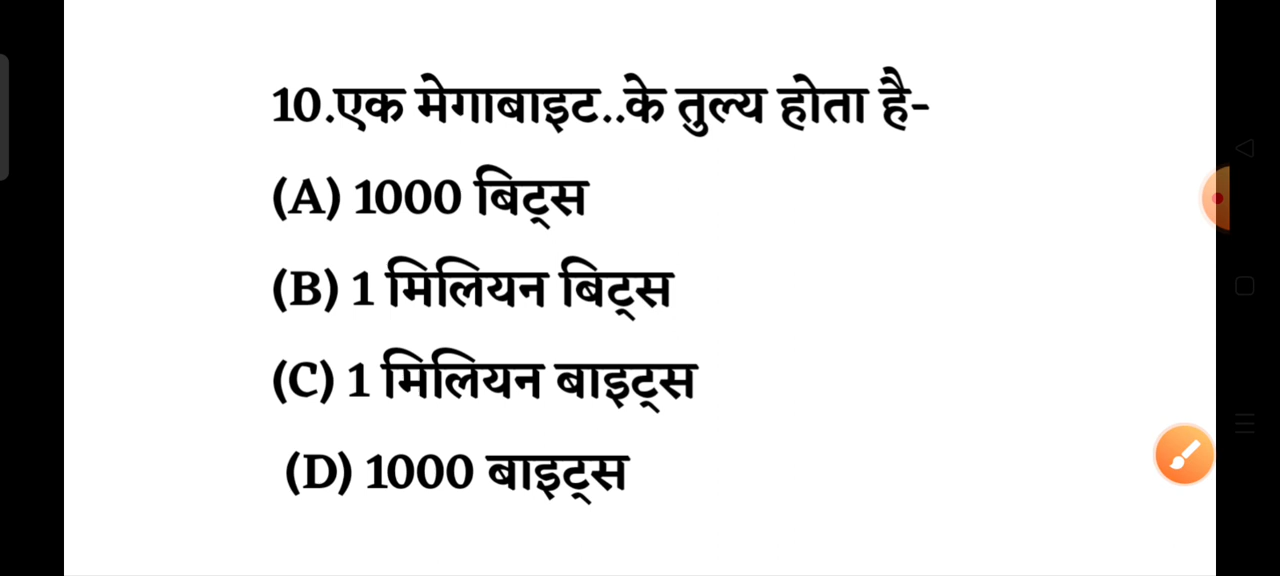 10.एक मेगाबाइट..के तुल्य होता है-
(A) 1000 बिट्स
(B) 1 मिलियन बिट्स
(C) 1 मिलियन बाइट्स
(D) 1000 बाइट्स